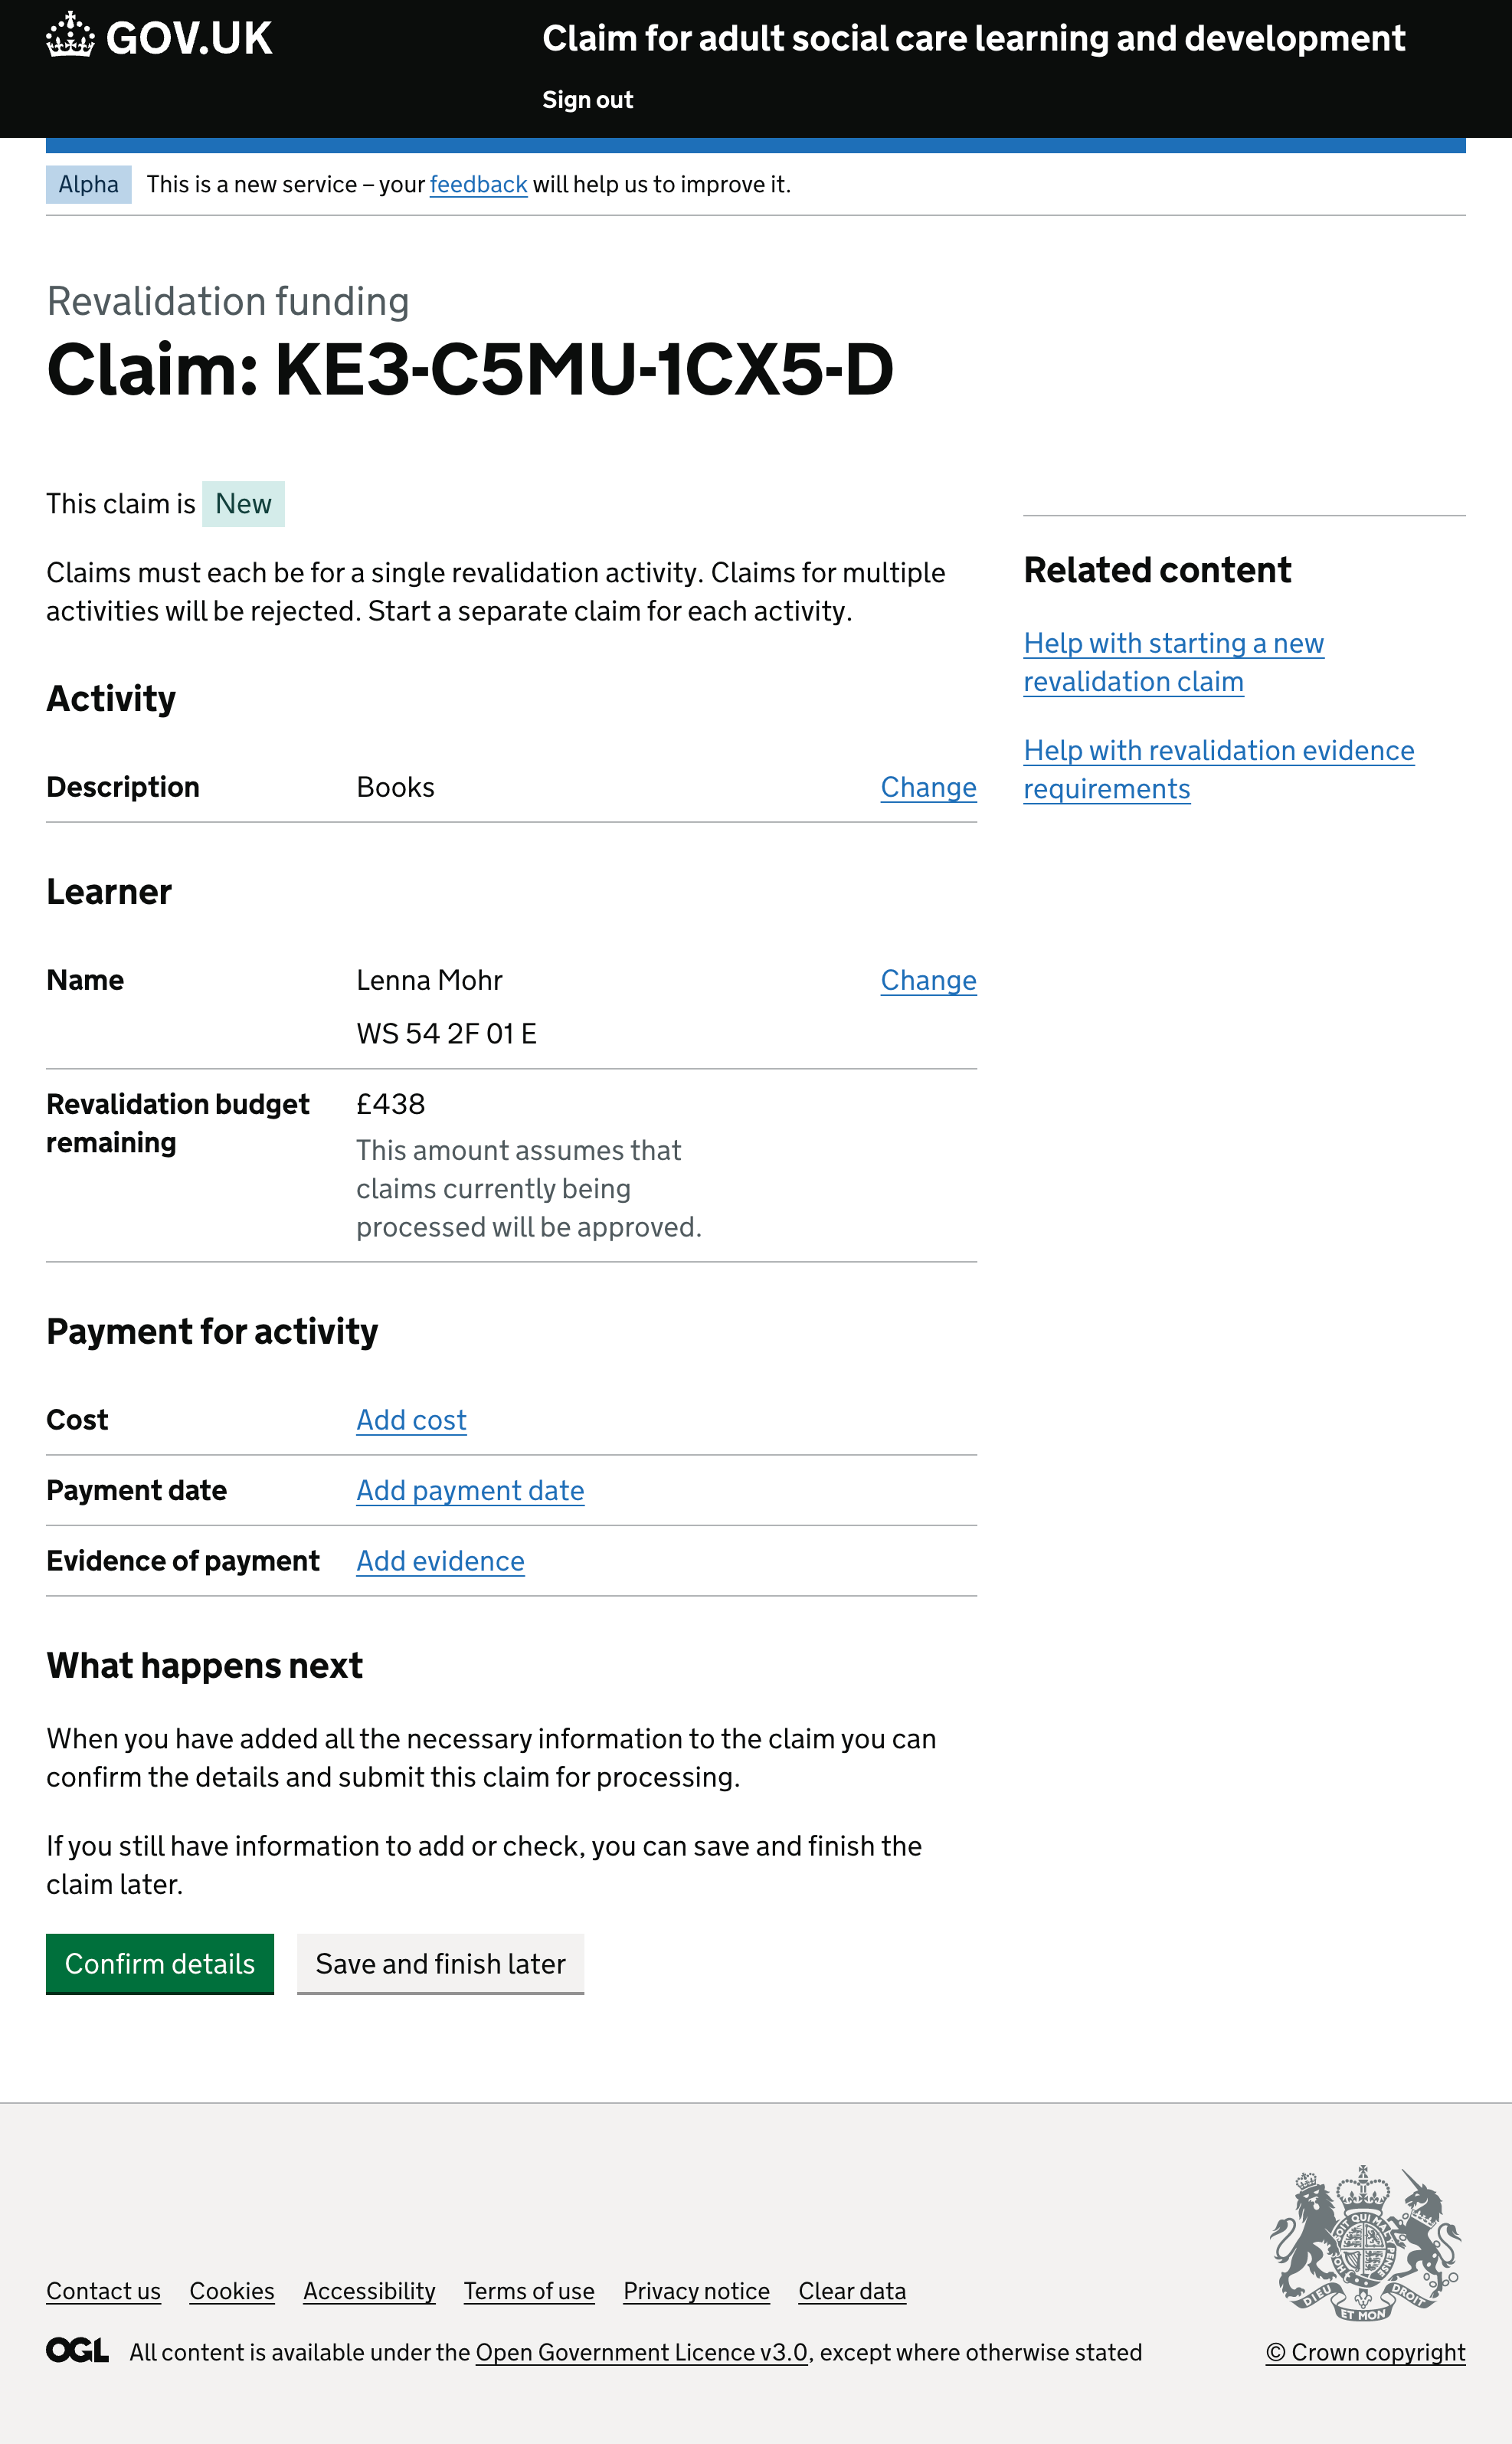 GOV.UK
Claim for adult social care learning and development
Sign out
Alpha This is a new service – your feedback will help us to improve it.
Revalidation funding
Claim: KE3-C5MU-1CX5-D
This claim is New
Claims must each be for a single revalidation activity. Claims for multiple
activities will be rejected. Start a separate claim for each activity.
Activity
Description Books Change
Learner
Name Lenna Mohr Change
WS 54 2F 01 E
Revalidation budget
remaining
£438
This amount assumes that
claims currently being
processed will be approved.
Payment for activity
Cost Add cost
Payment date Add payment date
Evidence of payment Add evidence
What happens next
When you have added all the necessary information to the claim you can
confirm the details and submit this claim for processing.
If you still have information to add or check, you can save and finish the
claim later.
Confirm details Save and finish later
Related content
Help with starting a new
revalidation claim
Help with revalidation evidence
requirements
Contact us Cookies Accessibility Terms of use Privacy notice Clear data
OGL All content is available under the Open Government Licence v3.0, except where otherwise stated
DIEU ET MON DROIT
© Crown copyright